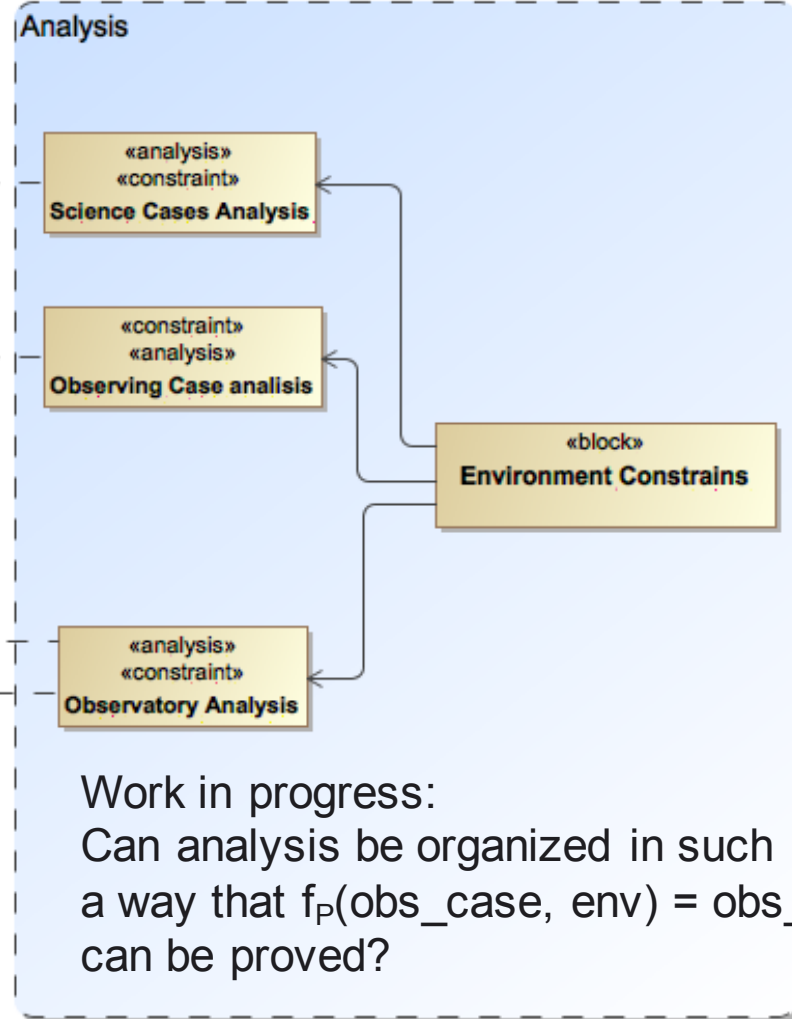 Analysis
«analysis»
«constraint»
Science Cases Analysis
«constraint»
«analysis»
Observing Case analisis
«block»
Environment Constrains
«analysis»
«constraint»
Observatory Analysis
Work in progress:
Can analysis be organized in such
a way that fP(obs_case, env) = obs_
can be proved?